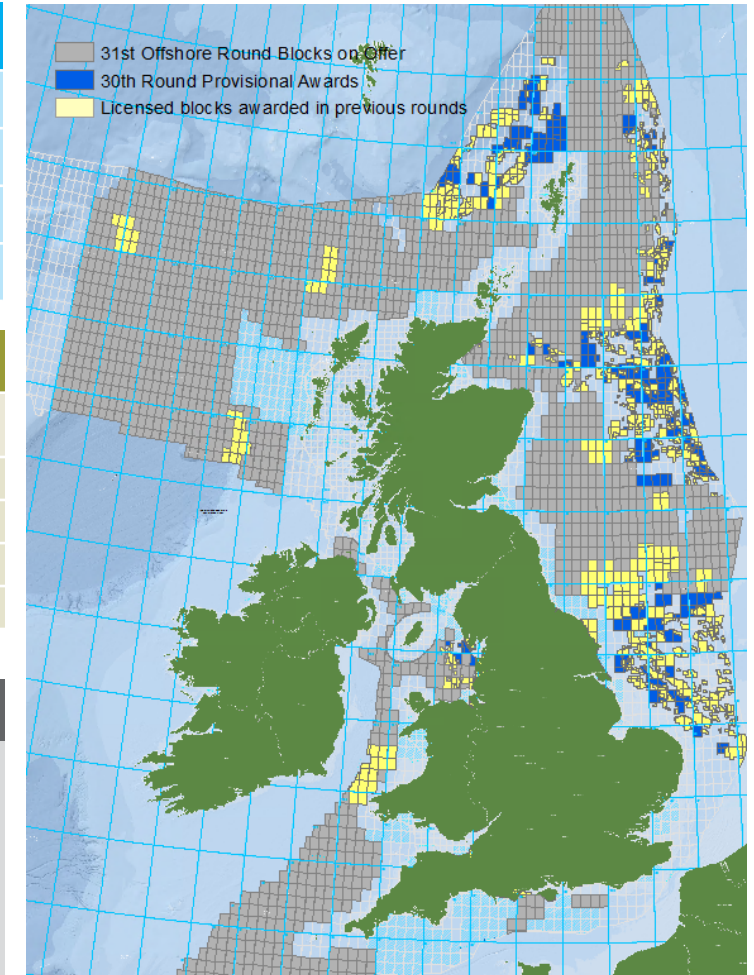 31st Offshore Round Blocks on Offer
30th Round Provisional Awards
Licensed blocks awarded in previous rounds